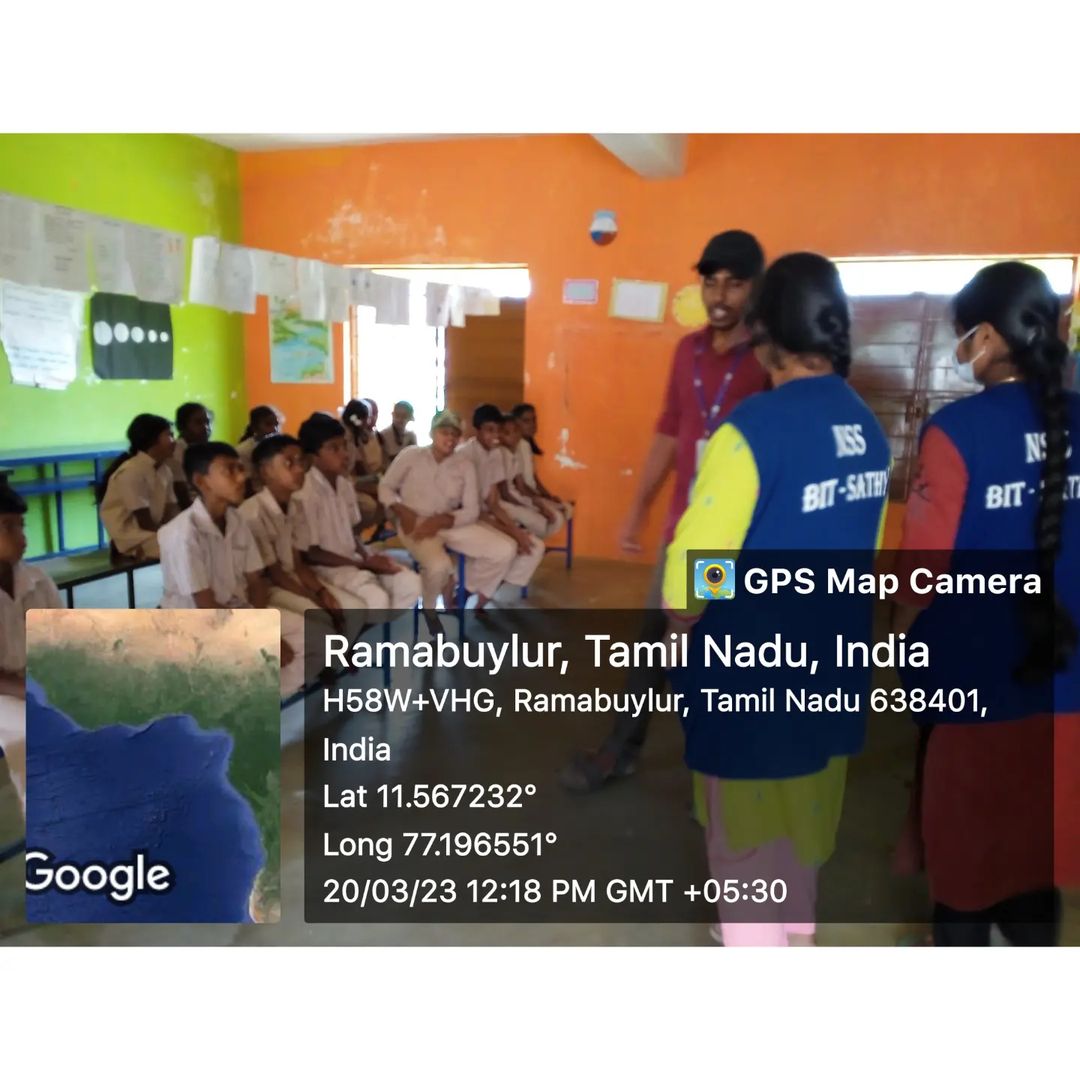 NSS
BIT-SATHY
NSS
BIT-
GPS Map Camera
Ramabuylur, Tamil Nadu, India
H58W+VHG, Ramabuylur, Tamil Nadu 638401,
India
Lat 11.567232°
Long 77.196551°
20/03/23 12:18 PM GMT +05:30
Google